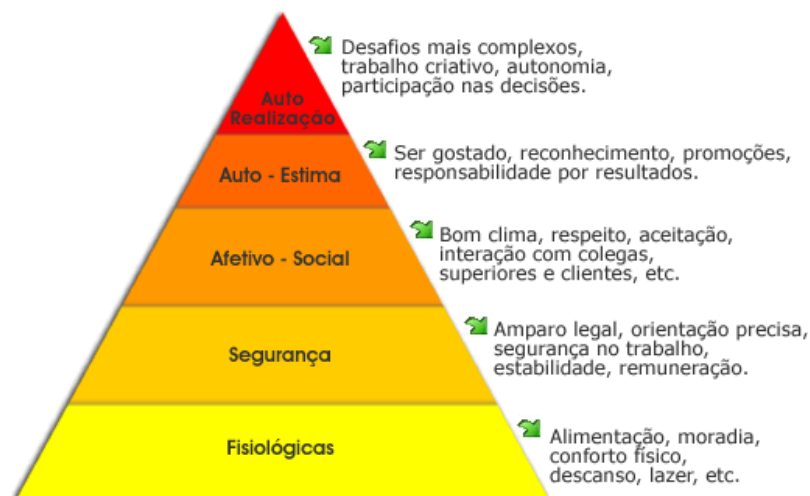 Desafios mais complexos,
trabalho criativo, autonomia,
participação nas decisões.
Auto
Realização
Ser gostado, reconhecimento, promoções,
responsabilidade por resultados.
Auto - Estima
Bom clima, respeito, aceitação,
interação com colegas,
superiores e clientes, etc.
Afetivo - Social
Amparo legal, orientação precisa,
segurança no trabalho,
estabilidade, remuneração.
Segurança
Alimentação, moradia,
conforto físico,
descanso, lazer, etc.
Fisiológicas